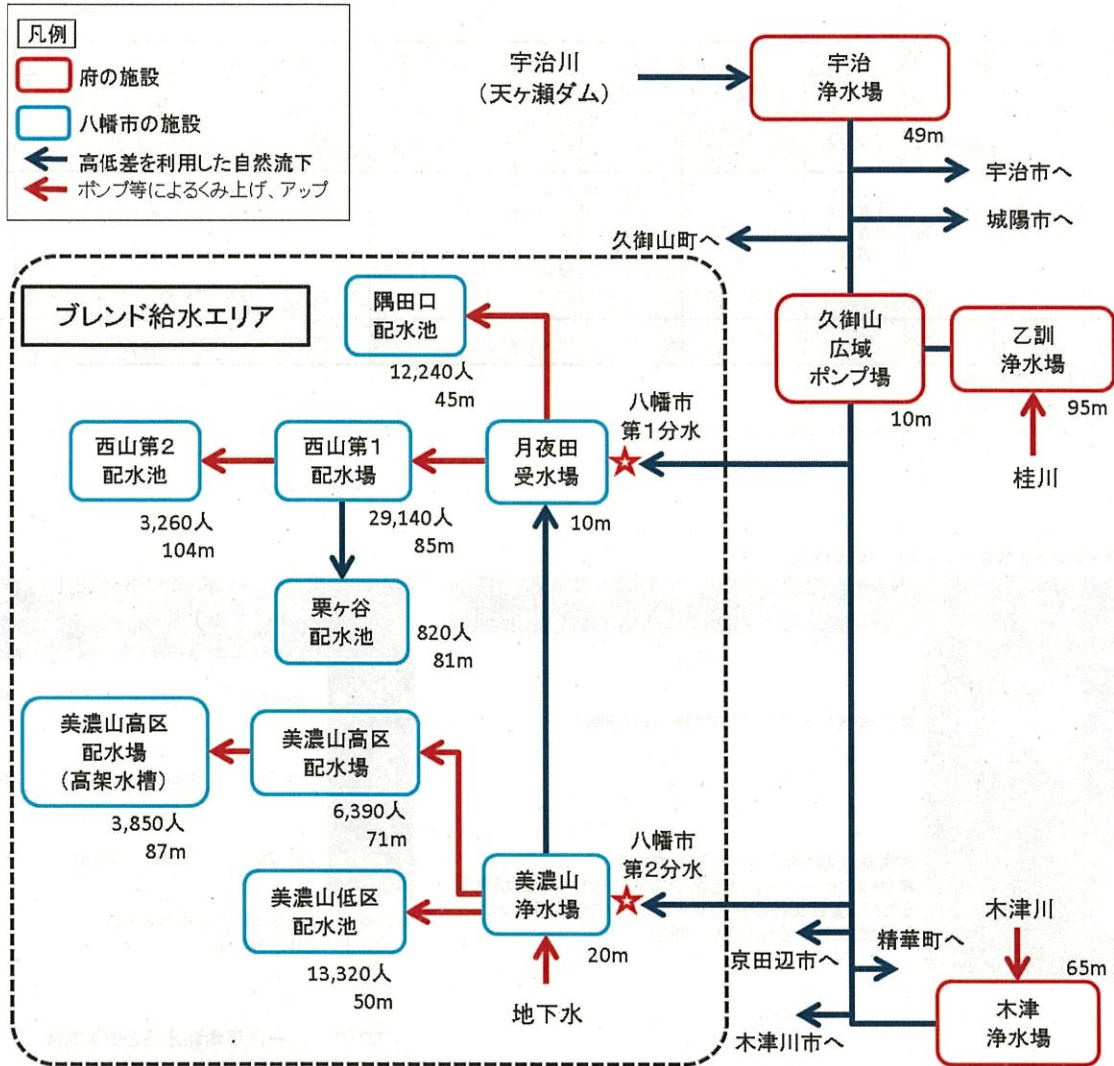 凡例
府の施設
八幡市の施設
高低差を利用した自然流下
ポンプ等によるくみ上げ、アップ
宇治川
(天ヶ瀬ダム)
宇治
浄水場
49m
宇治市へ
城陽市へ
久御山町へ
ブレンド給水エリア
隅田口
配水池
12,240人
45m
久御山
広域
ポンプ場
10m
乙訓
浄水場
95m
桂川
八幡市
第1分水
西山第2
配水池
3,260人
104m
西山第1
配水場
29,140人
85m
月夜田
受水場
10m
栗ヶ谷
配水池
820人
81m
美濃山高区
配水場
(高架水槽)
3,850人
87m
美濃山高区
配水場
6,390人
71m
八幡市
第2分水
美濃山低区
配水池
13,320人
50m
美濃山
浄水場
20m
地下水
京田辺市へ
精華町へ
木津川市へ
木津川
65m
木津
浄水場